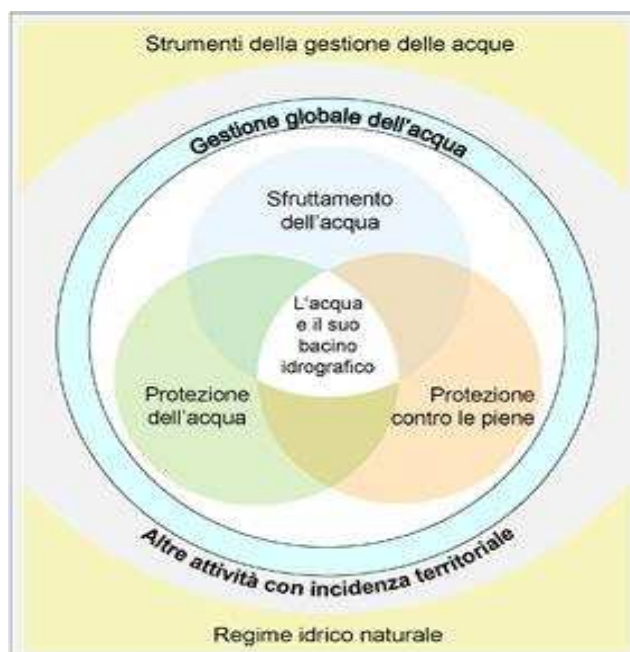 Strumenti della gestione delle acque
Gestione globale dell'acqua
Sfruttamento
dell'acqua
L'acqua
e il suo
bacino
idrografico
Protezione
dell'acqua
Protezione
contro le piene
Altre attività con incidenza territoriale
Regime idrico naturale